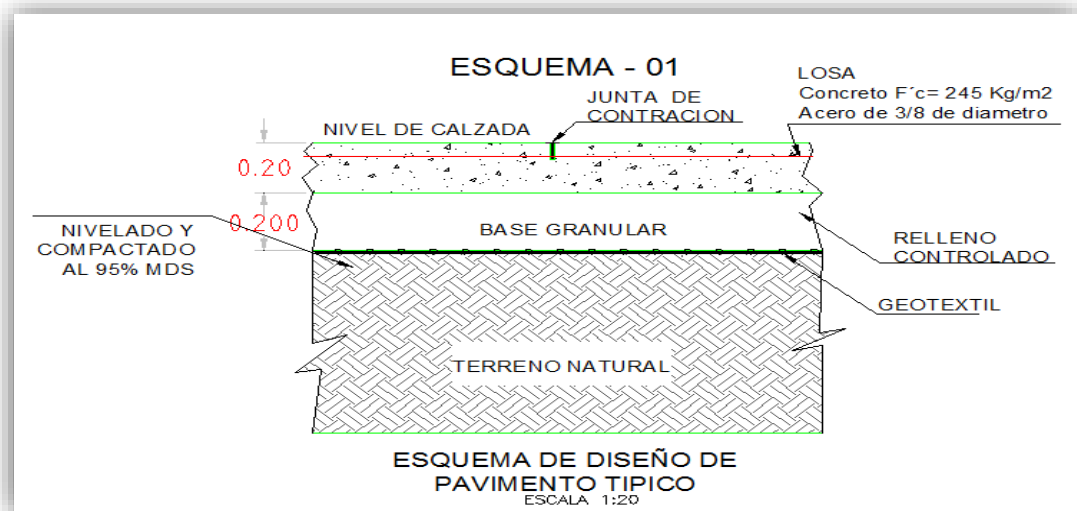 ESQUEMA - 01
LOSA
Concreto F´c= 245 Kg/m2
Acero de 3/8 de diametro
JUNTA DE
CONTRACION
NIVEL DE CALZADA
0.20
0.200
NIVELADO Y
COMPACTADO
AL 95% MDS
BASE GRANULAR
RELLENO
CONTROLADO
GEOTEXTIL
TERRENO NATURAL
ESQUEMA DE DISEÑO DE
PAVIMENTO TIPICO
ESCALA 1:20